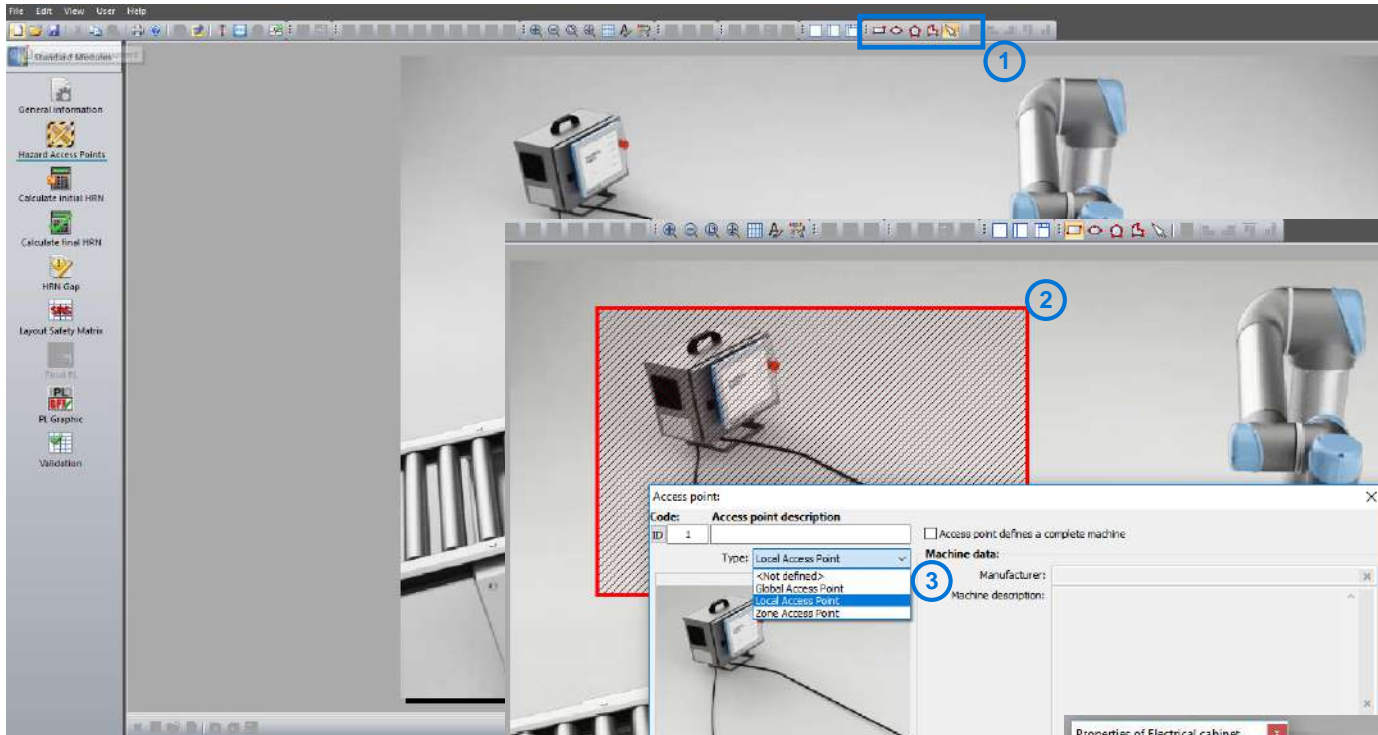 File Edit View User Help
1
Standard Modules
General information
Hazard Access Points
Calculate initial HRN
Calculate final HRN
HRN Gap
Layout Safety Matrix
Final PL
PL Graphic
Validation
2
Access point:
Code: Access point description
ID 1
Access point defines a complete machine
Type: Local Access Point
Machine data:
<Not defined>
Global Access Point
Local Access Point
Zone Access Point
3
Manufacturer:
Machine description:
Properties of Electrical cabinet